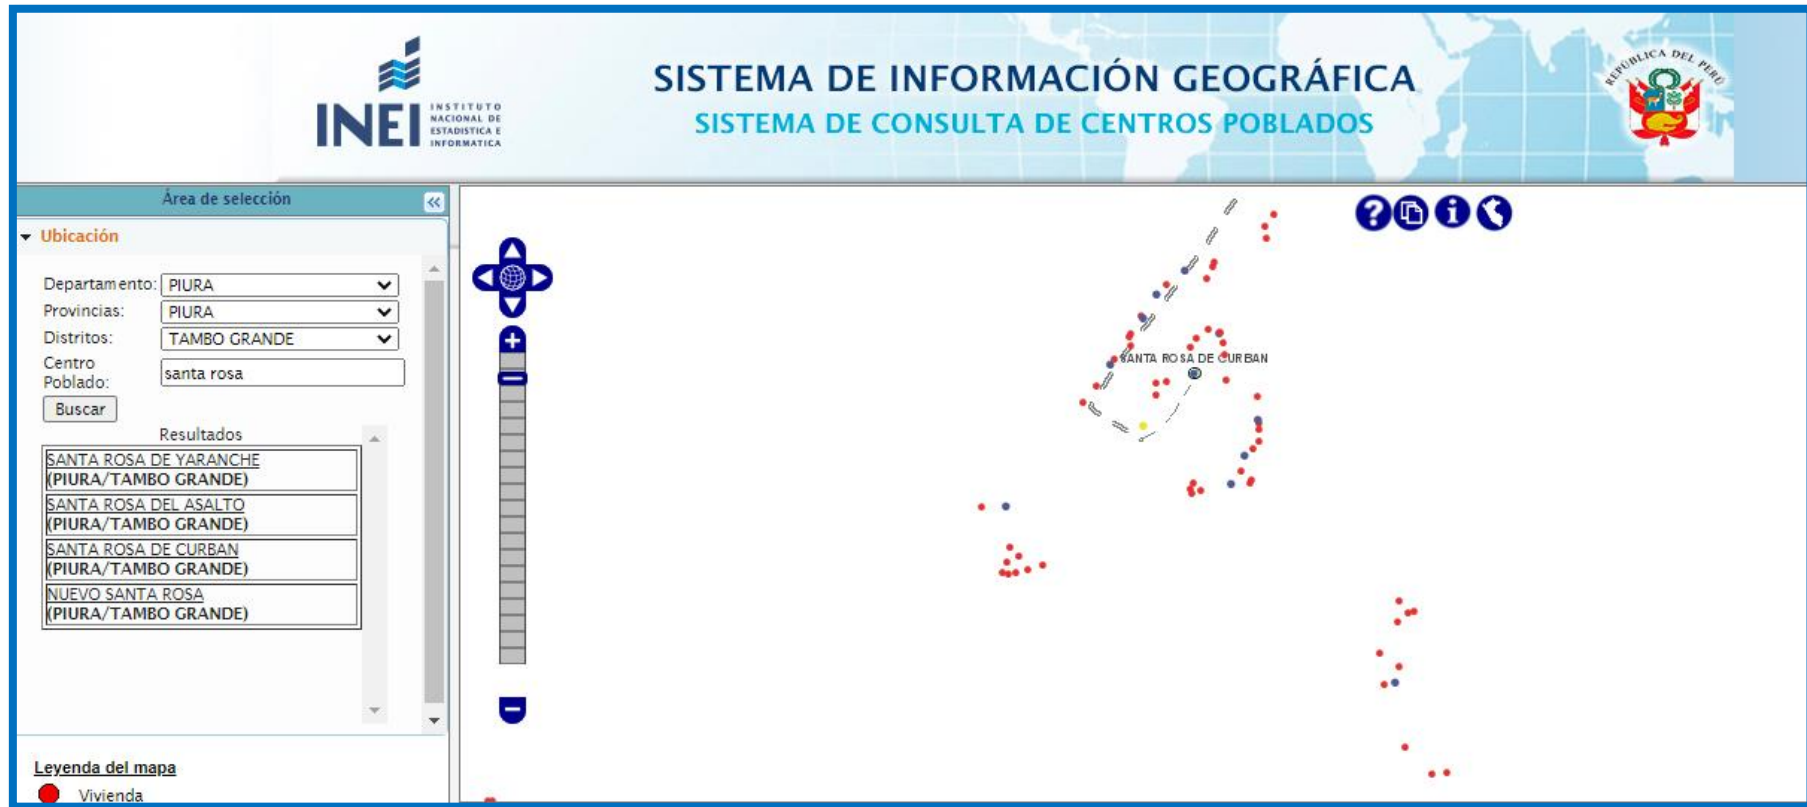 INEI
INSTITUTO
NACIONAL DE
ESTADISTICA E
INFORMATICA
SISTEMA DE INFORMACIÓN GEOGRÁFICA
SISTEMA DE CONSULTA DE CENTROS POBLADOS
REPÚBLICA DEL PERÚ
Área de selección
Ubicación
Departamento: PIURA
Provincias: PIURA
Distritos: TAMBO GRANDE
Centro
Poblado: santa rosa
Buscar
Resultados
SANTA ROSA DE YARANCHE
(PIURA/TAMBO GRANDE)
SANTA ROSA DEL ASALTO
(PIURA/TAMBO GRANDE)
SANTA ROSA DE CURBAN
(PIURA/TAMBO GRANDE)
NUEVO SANTA ROSA
(PIURA/TAMBO GRANDE)
Leyenda del mapa
Vivienda
SANTA ROSA DE CURBAN